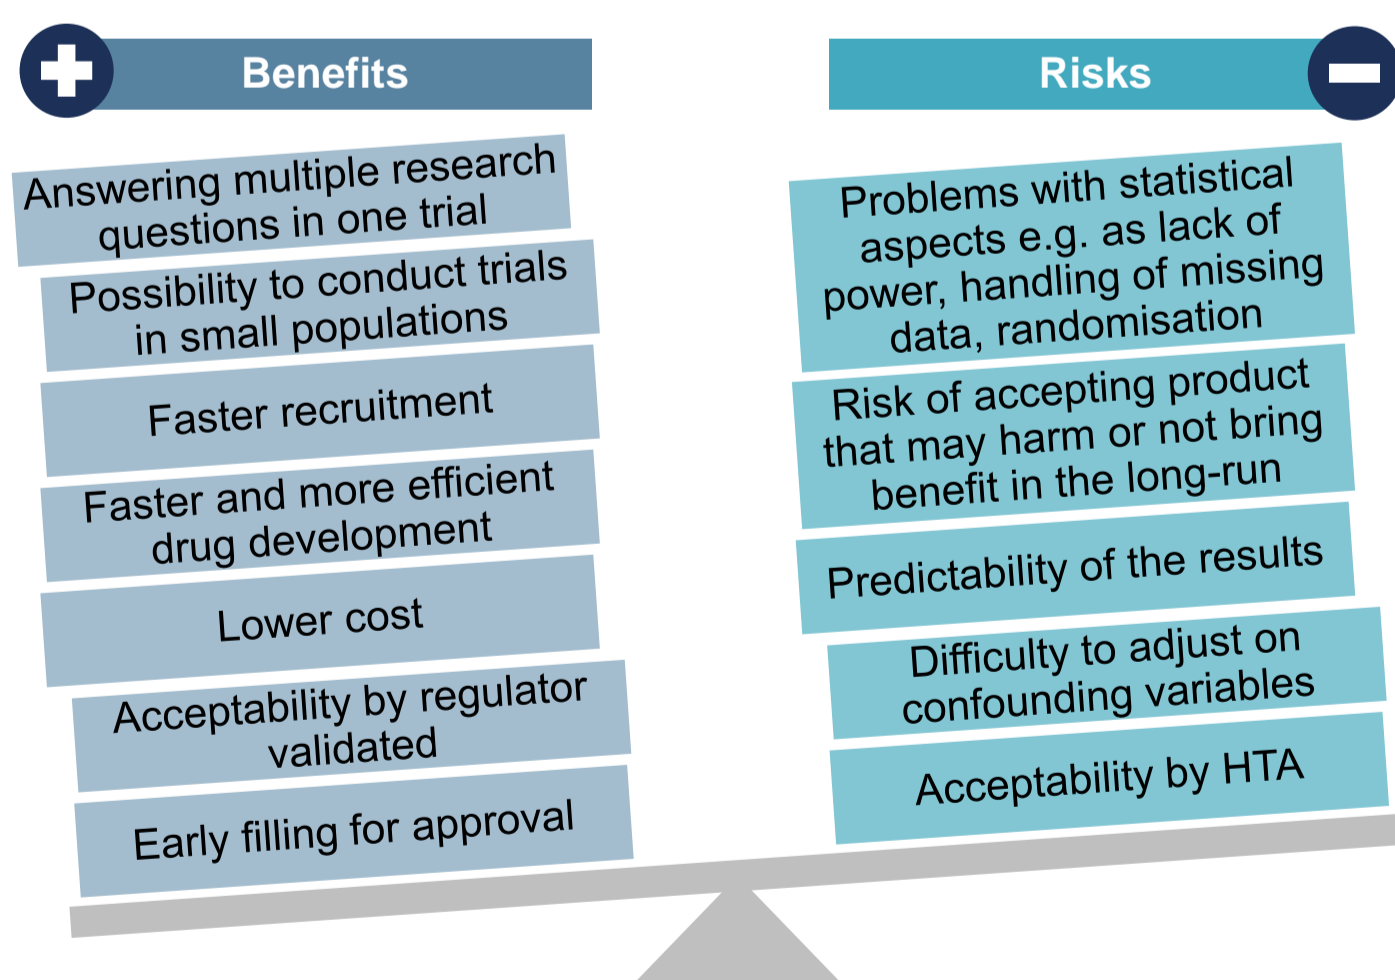 Benefits
Answering multiple research
questions in one trial
Possibility to conduct trials
in small populations
Faster recruitment
Faster and more efficient
drug development
Lower cost
Acceptability by regulator
validated
Early filling for approval
Risks
Problems with statistical
aspects e.g. as lack of
power, handling of missing
data, randomisation
Risk of accepting product
that may harm or not bring
benefit in the long-run
Predictability of the results
Difficulty to adjust on
confounding variables
Acceptability by HTA